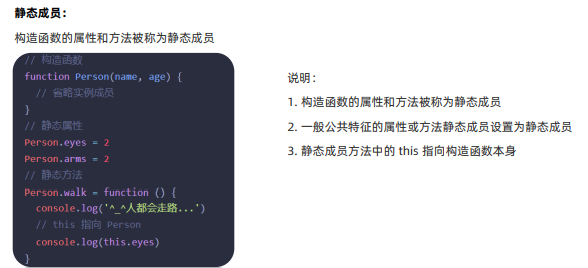 静态成员：
构造函数的属性和方法被称为静态成员
// 构造函数
function Person(name, age) {
  // 省略实例成员
}
// 静态属性
Person.eyes = 2
Person.arms = 2
// 静态方法
Person.walk = function () {
  console.log('^_^人都会走路...')
  // this 指向 Person
  console.log(this.eyes)
}
说明：
1. 构造函数的属性和方法被称为静态成员
2. 一般公共特征的属性或方法静态成员设置为静态成员
3. 静态成员方法中的 this 指向构造函数本身